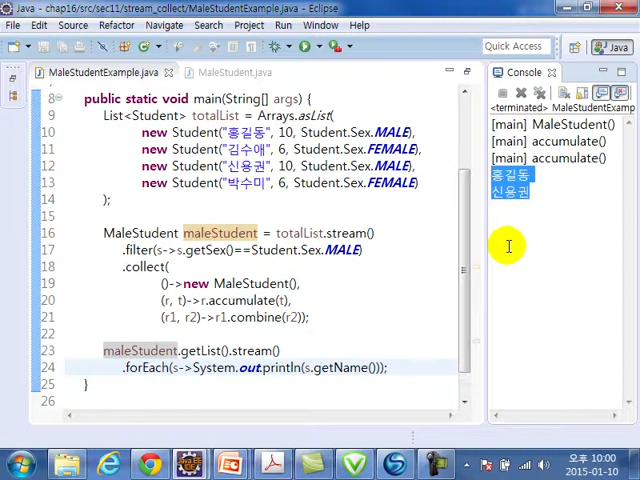 Java - chap16/src/sec11/stream_collect/MaleStudentExample.java - Eclipse
File Edit Source Refactor Navigate Search Project Run Window Help
Quick Access
Java
MaleStudentExample.java
MaleStudent.java
8 public static void main(String[] args) {
9 List<Student> totalList = Arrays.asList(
10 new Student("홍길동", 10, Student.Sex.MALE),
11 new Student("김수애", 6, Student.Sex.FEMALE),
12 new Student("신용권", 10, Student.Sex.MALE),
13 new Student("박수미", 6, Student.Sex.FEMALE)
14 );
15
16 MaleStudent maleStudent = totalList.stream()
17 .filter(s->s.getSex()==Student.Sex.MALE)
18 .collect(
19 ()->new MaleStudent(),
20 (r, t)->r.accumulate(t),
21 (r1, r2)->r1.combine(r2));
22
23 maleStudent.getList().stream()
24 .forEach(s->System.out.println(s.getName()));
25 }
26
Console
<terminated> MaleStudentExamp
[main] MaleStudent()
[main] accumulate()
[main] accumulate()
홍길동
신용권
오후 10:00
2015-01-10